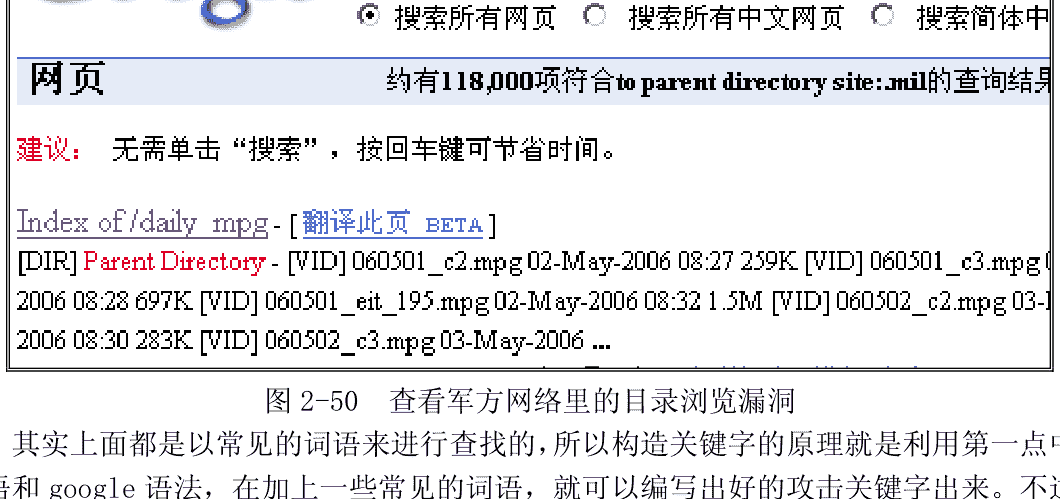 搜索所有网页 搜索所有中文网页 搜索简体中
网页 约有118,000项符合to parent directory site:.mil的查询结果
建议： 无需单击“搜索”，按回车键可节省时间。
Index of /daily_mpg - [ 翻译此页 BETA ]
[DIR] Parent Directory - [VID] 060501_c2.mpg 02-May-2006 08:27 259K [VID] 060501_c3.mpg
2006 08:28 697K [VID] 060501_eit_195.mpg 02-May-2006 08:32 1.5M [VID] 060502_c2.mpg 03-
2006 08:30 283K [VID] 060502_c3.mpg 03-May-2006 ...
图 2-50 查看军方网络里的目录浏览漏洞
其实上面都是以常见的词语来进行查找的，所以构造关键字的原理就是利用第一点
和 google 语法，在加上一些常见的词语，就可以编写出好的攻击关键字出来。不